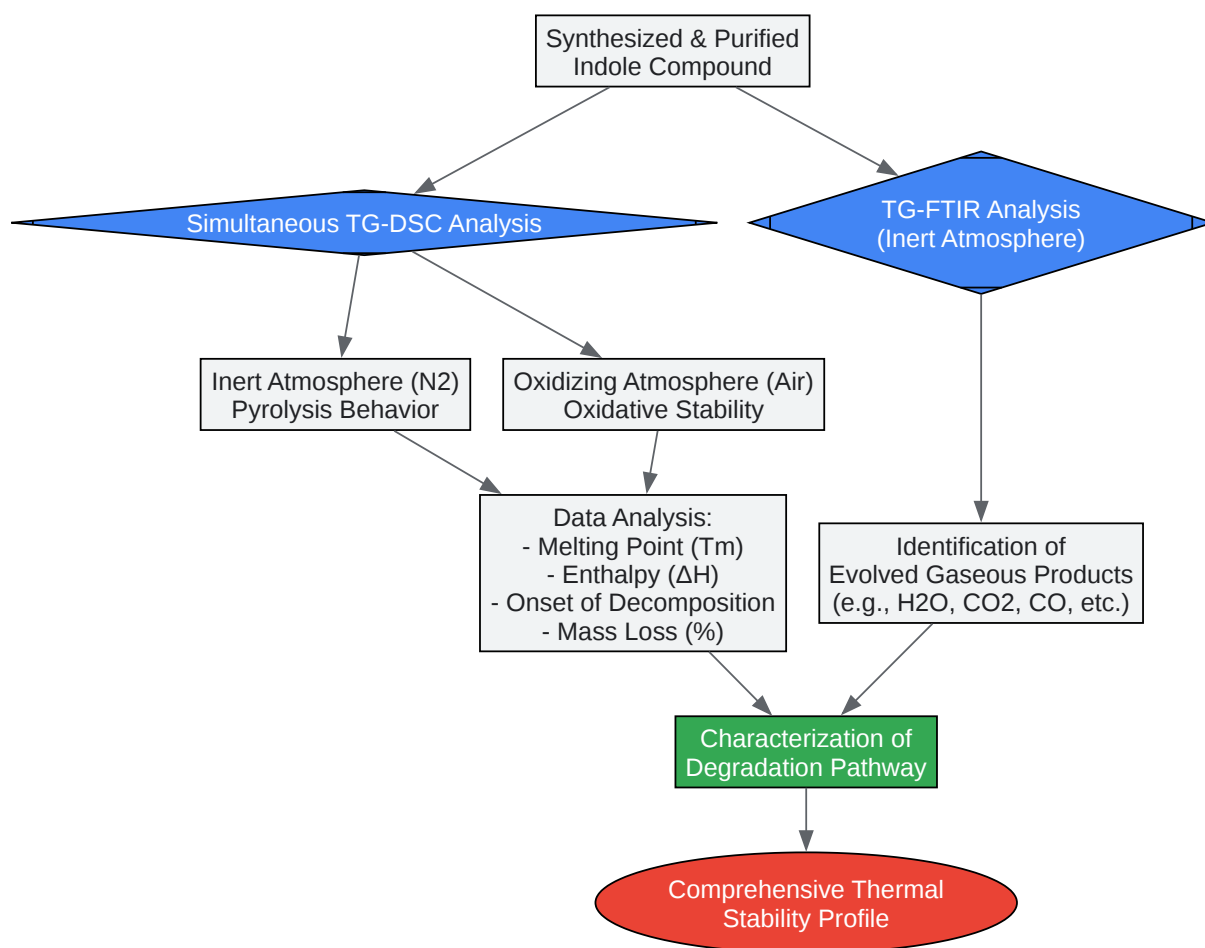 Synthesized & Purified
Indole Compound
Simultaneous TG-DSC Analysis
TG-FTIR Analysis
(Inert Atmosphere)
Inert Atmosphere (N2)
Pyrolysis Behavior
Oxidizing Atmosphere (Air)
Oxidative Stability
Data Analysis:
- Melting Point (Tm)
- Enthalpy (ΔH)
- Onset of Decomposition
- Mass Loss (%)
Identification of
Evolved Gaseous Products
(e.g., H2O, CO2, CO, etc.)
Characterization of
Degradation Pathway
Comprehensive Thermal
Stability Profile